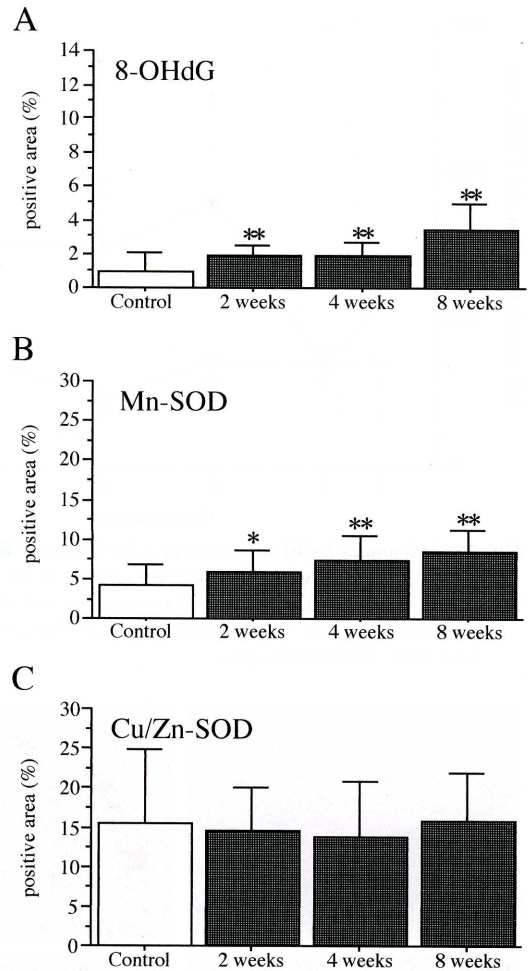 A
14
12
10
8
6
4
2
0
positive area (%)
8-OHdG
**
**
**
Control 2 weeks 4 weeks 8 weeks
B
30
25
20
15
10
5
0
positive area (%)
Mn-SOD
*
**
**
Control 2 weeks 4 weeks 8 weeks
C
30
25
20
15
10
5
0
positive area (%)
Cu/Zn-SOD
Control 2 weeks 4 weeks 8 weeks